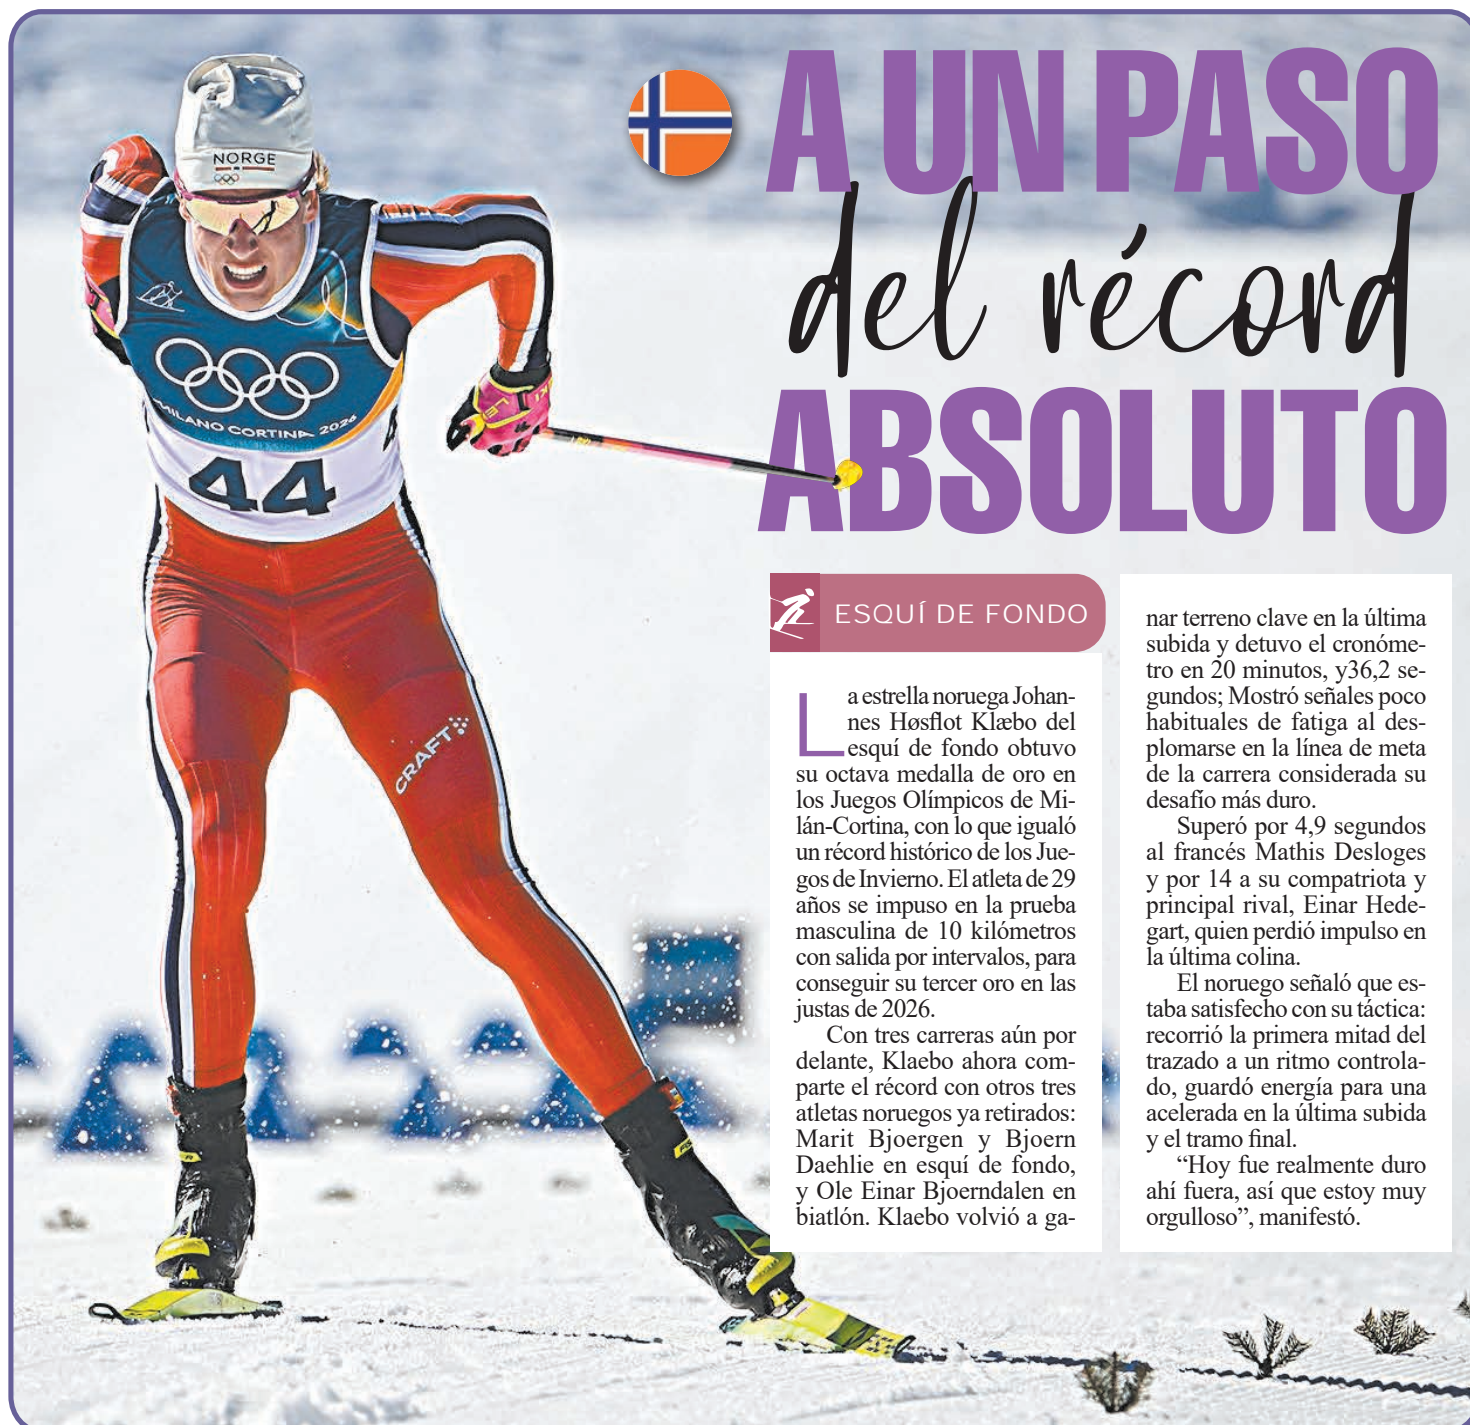 A UN PASO
del récord
ABSOLUTO
NORGE
MILANO CORTINA 2026
44
CRAFT
ESQUÍ DE FONDO
La estrella noruega Johan-
nes Høsflot Klæbo del
esquí de fondo obtuvo
su octava medalla de oro en
los Juegos Olímpicos de Mi-
lán-Cortina, con lo que igualó
un récord histórico de los Jue-
gos de Invierno. El atleta de 29
años se impuso en la prueba
masculina de 10 kilómetros
con salida por intervalos, para
conseguir su tercer oro en las
justas de 2026.
Con tres carreras aún por
delante, Klaebo ahora com-
parte el récord con otros tres
atletas noruegos ya retirados:
Marit Bjoergen y Bjoern
Daehlie en esquí de fondo,
y Ole Einar Bjoerndalen en
biatlón. Klaebo volvió a ga-
nar terreno clave en la última
subida y detuvo el cronóme-
tro en 20 minutos, y36,2 se-
gundos; Mostró señales poco
habituales de fatiga al des-
plomarse en la línea de meta
de la carrera considerada su
desafío más duro.
Superó por 4,9 segundos
al francés Mathis Desloges
y por 14 a su compatriota y
principal rival, Einar Hede-
gart, quien perdió impulso en
la última colina.
El noruego señaló que es-
taba satisfecho con su táctica:
recorrió la primera mitad del
trazado a un ritmo controla-
do, guardó energía para una
acelerada en la última subida
y el tramo final.
“Hoy fue realmente duro
ahí fuera, así que estoy muy
orgulloso”, manifestó.